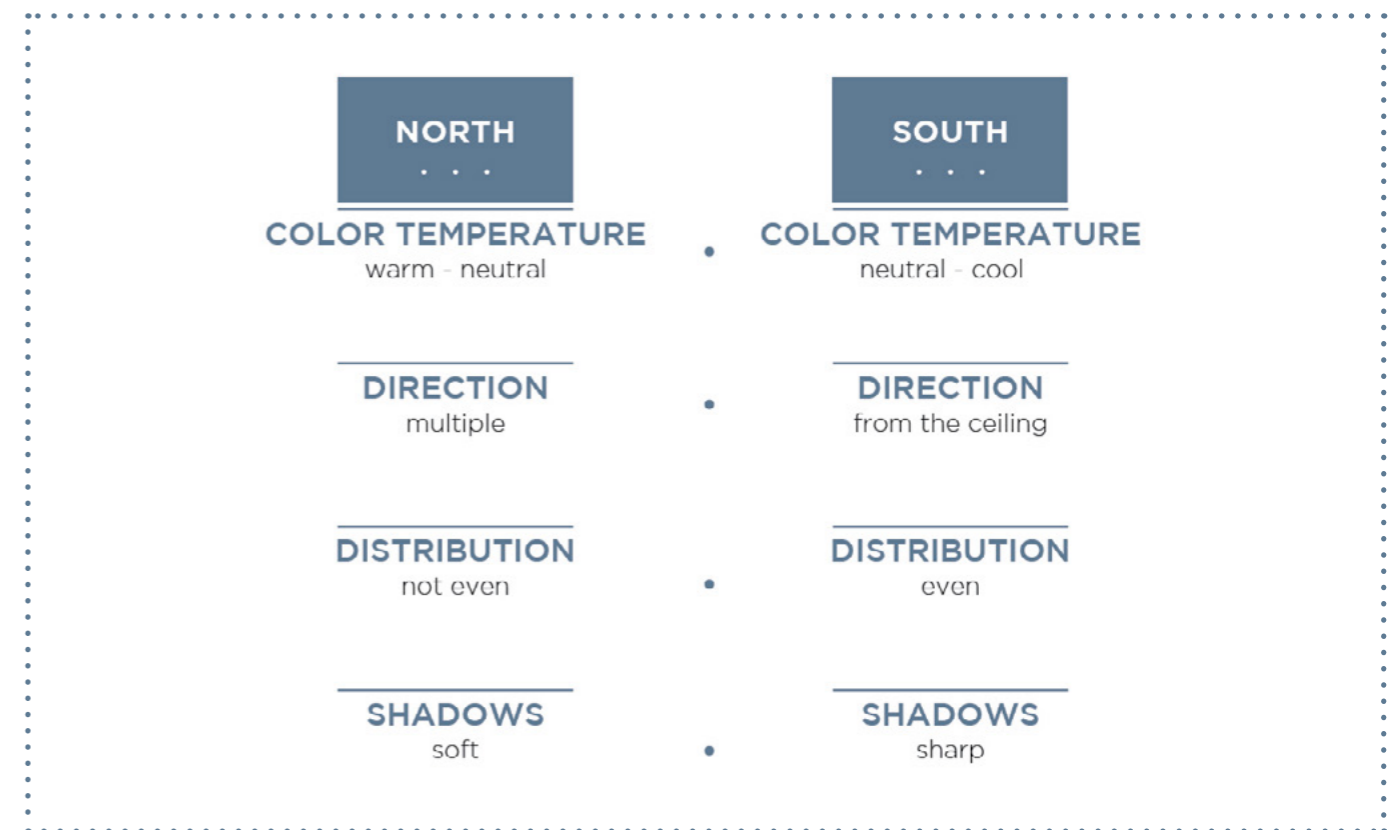 NORTH
. . .
COLOR TEMPERATURE
warm - neutral
DIRECTION
multiple
DISTRIBUTION
not even
SHADOWS
soft
SOUTH
. . .
COLOR TEMPERATURE
neutral - cool
DIRECTION
from the ceiling
DISTRIBUTION
even
SHADOWS
sharp